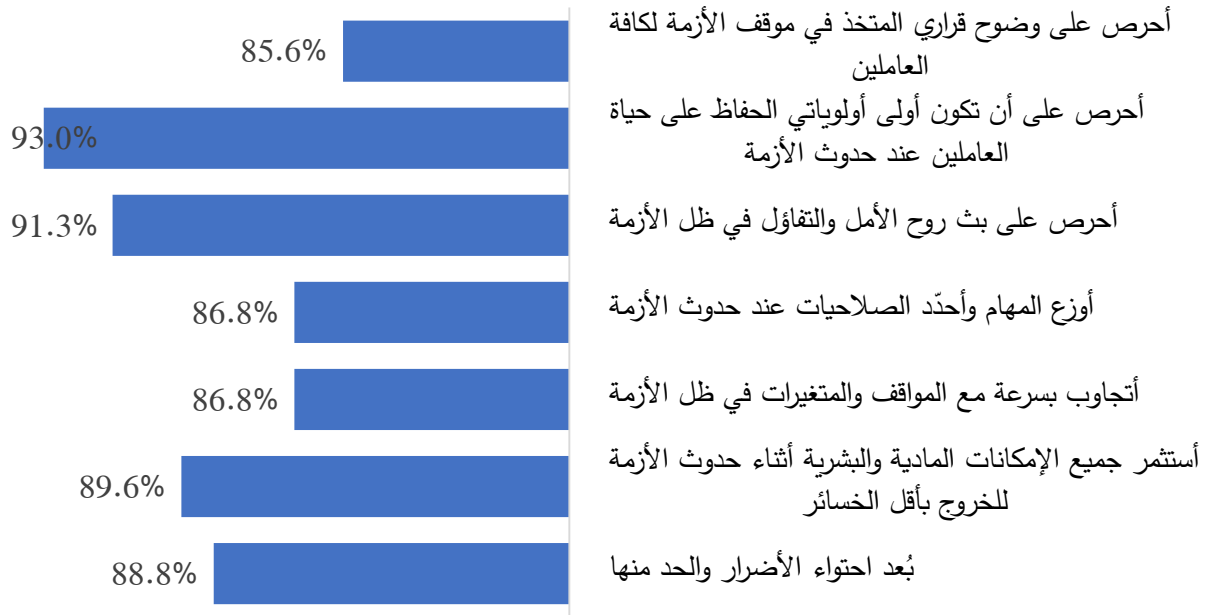 أحرص على وضوح قراري المتخذ في موقف الأزمة لكافة
العاملين
85.6%
أحرص على أن تكون أولى أولوياتي الحفاظ على حياة
العاملين عند حدوث الأزمة
93.0%
أحرص على بث روح الأمل والتفاؤل في ظل الأزمة
91.3%
أوزع المهام وأحدّد الصلاحيات عند حدوث الأزمة
86.8%
أتجاوب بسرعة مع المواقف والمتغيرات في ظل الأزمة
86.8%
أستثمر جميع الإمكانات المادية والبشرية أثناء حدوث الأزمة
للخروج بأقل الخسائر
89.6%
بُعد احتواء الأضرار والحد منها
88.8%